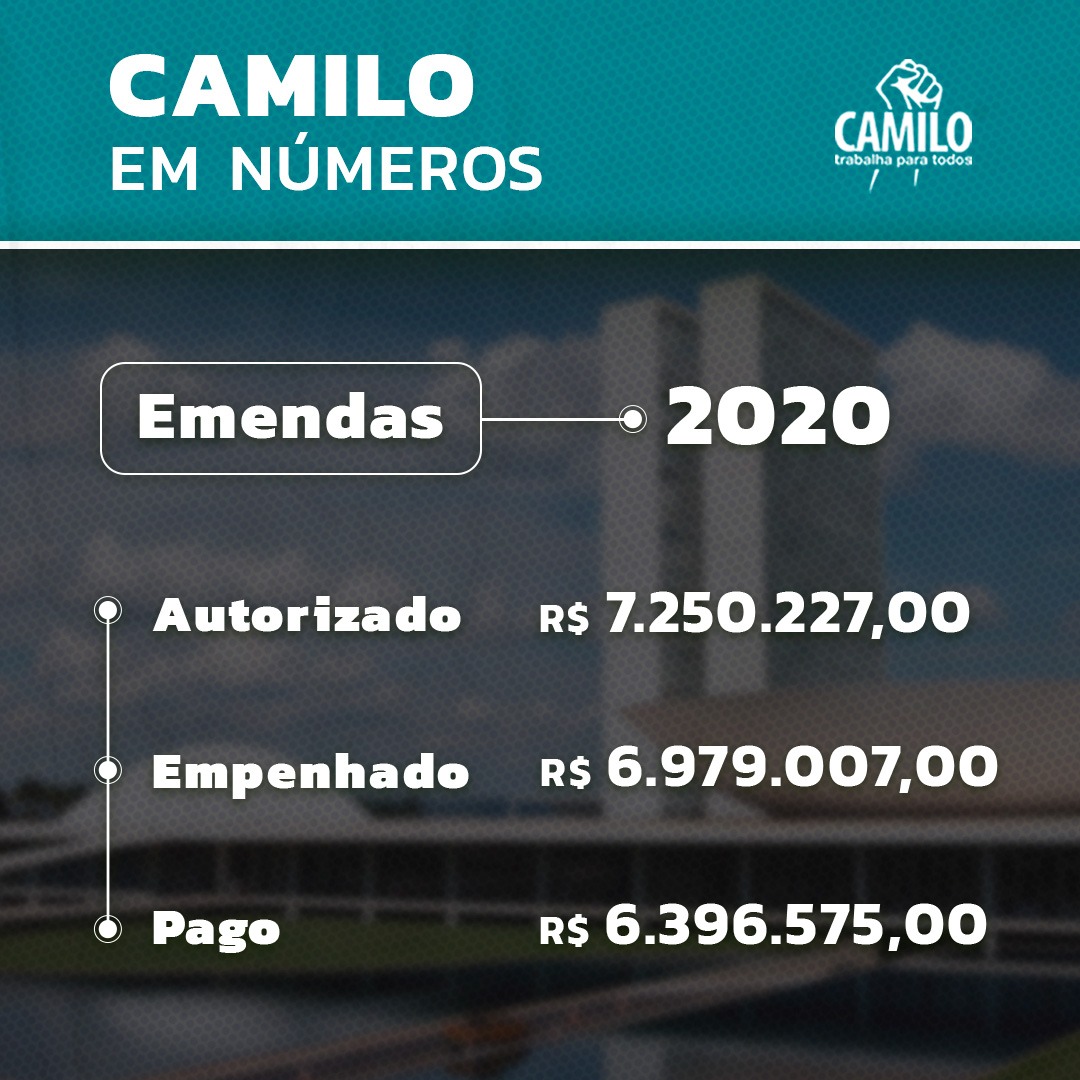 CAMILO
EM NÚMEROS
CAMILO
trabalha para todos
Emendas
2020
Autorizado R$ 7.250.227,00
Empenhado R$ 6.979.007,00
Pago R$ 6.396.575,00